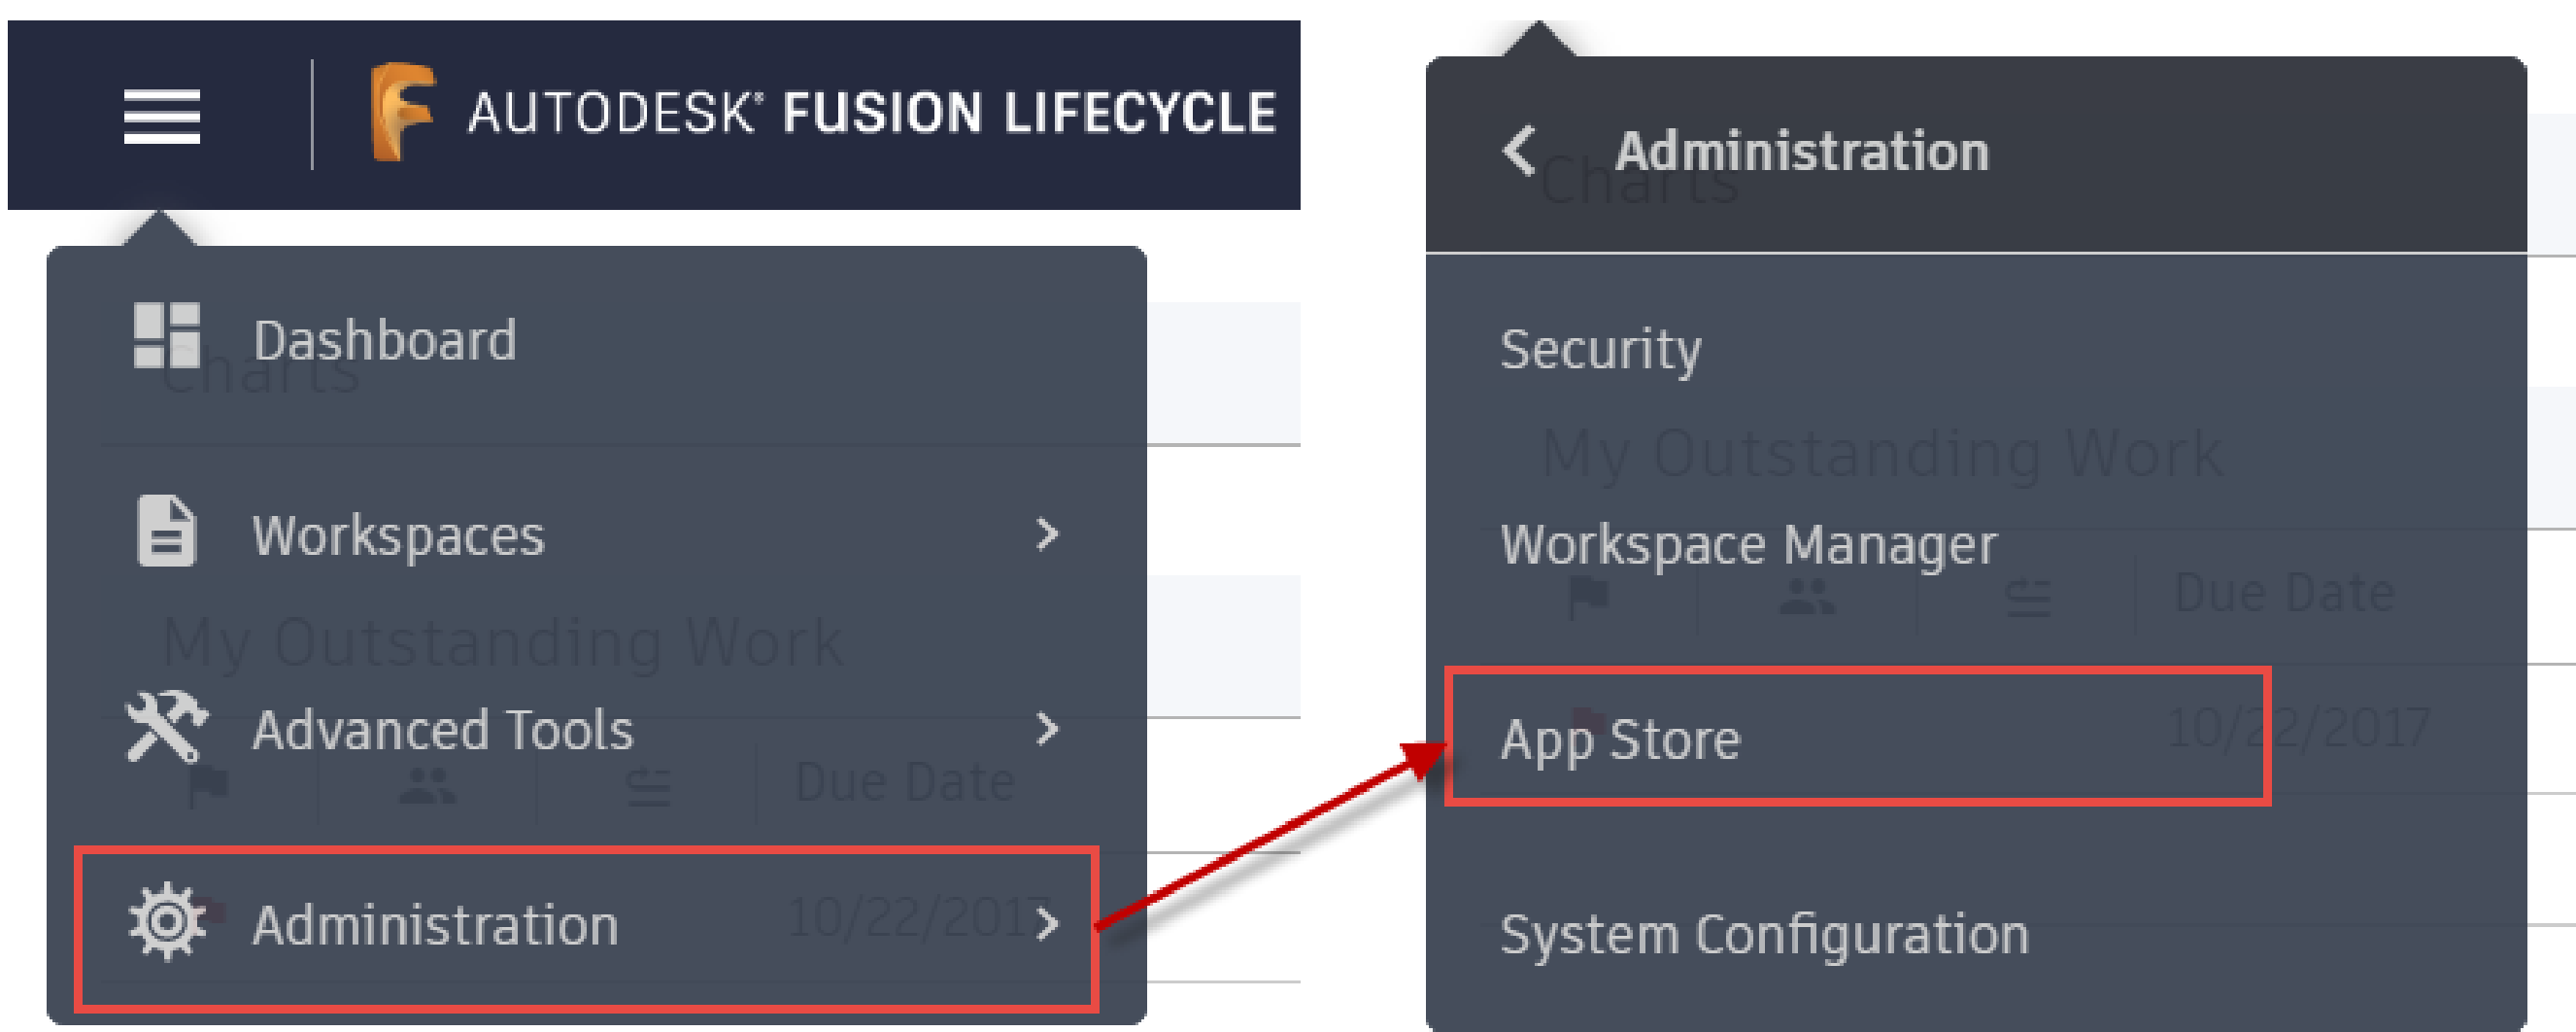 AUTODESK® FUSION LIFECYCLE
Dashboard
Charts
Workspaces
My Outstanding Work
Advanced Tools
Due Date
Administration
10/22/2017
Administration
Charts
Security
My Outstanding Work
Workspace Manager
Due Date
App Store
10/22/2017
System Configuration